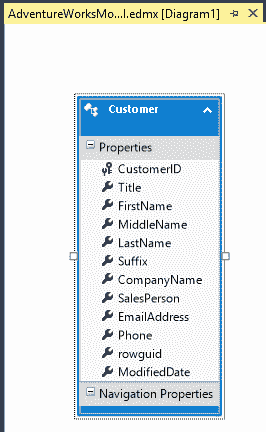 AdventureWorksMo...l.edmx [Diagram1]
Customer
Properties
CustomerID
Title
FirstName
MiddleName
LastName
Suffix
CompanyName
SalesPerson
EmailAddress
Phone
rowguid
ModifiedDate
Navigation Properties